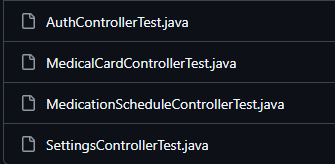 AuthControllerTest.java
MedicalCardControllerTest.java
MedicationScheduleControllerTest.java
SettingsControllerTest.java